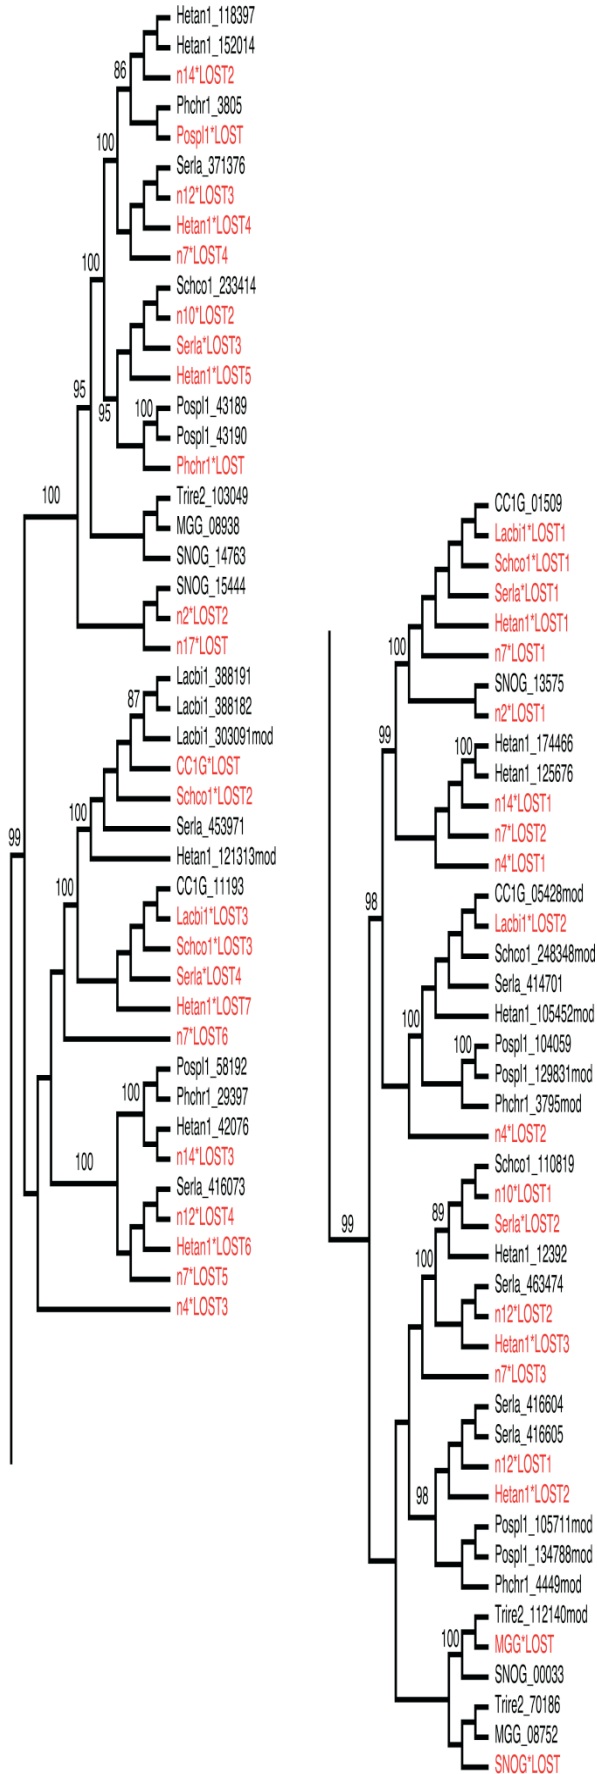 Hetan1_118397
Hetan1_152014
86
n14*LOST2
Phchr1_3805
Pospl1*LOST
100
Serla_371376
n12*LOST3
Hetan1*LOST4
n7*LOST4
100
Schco1_233414
n10*LOST2
Serla*LOST3
Hetan1*LOST5
95
95
100
Pospl1_43189
Pospl1_43190
Phchr1*LOST
100
Trire2_103049
MGG_08938
SNOG_14763
SNOG_15444
n2*LOST2
n17*LOST
Lacbi1_388191
87
Lacbi1_388182
Lacbi1_303091mod
CC1G*LOST
Schco1*LOST2
100
Serla_453971
99
Hetan1_121313mod
100
CC1G_11193
Lacbi1*LOST3
Schco1*LOST3
Serla*LOST4
Hetan1*LOST7
n7*LOST6
Pospl1_58192
100
Phchr1_29397
Hetan1_42076
n14*LOST3
100
Serla_416073
n12*LOST4
Hetan1*LOST6
n7*LOST5
n4*LOST3
CC1G_01509
Lacbi1*LOST1
Schco1*LOST1
Serla*LOST1
Hetan1*LOST1
100
n7*LOST1
SNOG_13575
n2*LOST1
99
100
Hetan1_174466
Hetan1_125676
n14*LOST1
n7*LOST2
n4*LOST1
98
CC1G_05428mod
Lacbi1*LOST2
Schco1_248348mod
Serla_414701
100
Hetan1_105452mod
100
Pospl1_104059
Pospl1_129831mod
Phchr1_3795mod
n4*LOST2
Schco1_110819
n10*LOST1
99
89
Serla*LOST2
100
Hetan1_12392
Serla_463474
n12*LOST2
Hetan1*LOST3
n7*LOST3
Serla_416604
Serla_416605
n12*LOST1
98
Hetan1*LOST2
Pospl1_105711mod
Pospl1_134788mod
Phchr1_4449mod
Trire2_112140mod
100
MGG*LOST
SNOG_00033
Trire2_70186
MGG_08752
SNOG*LOST